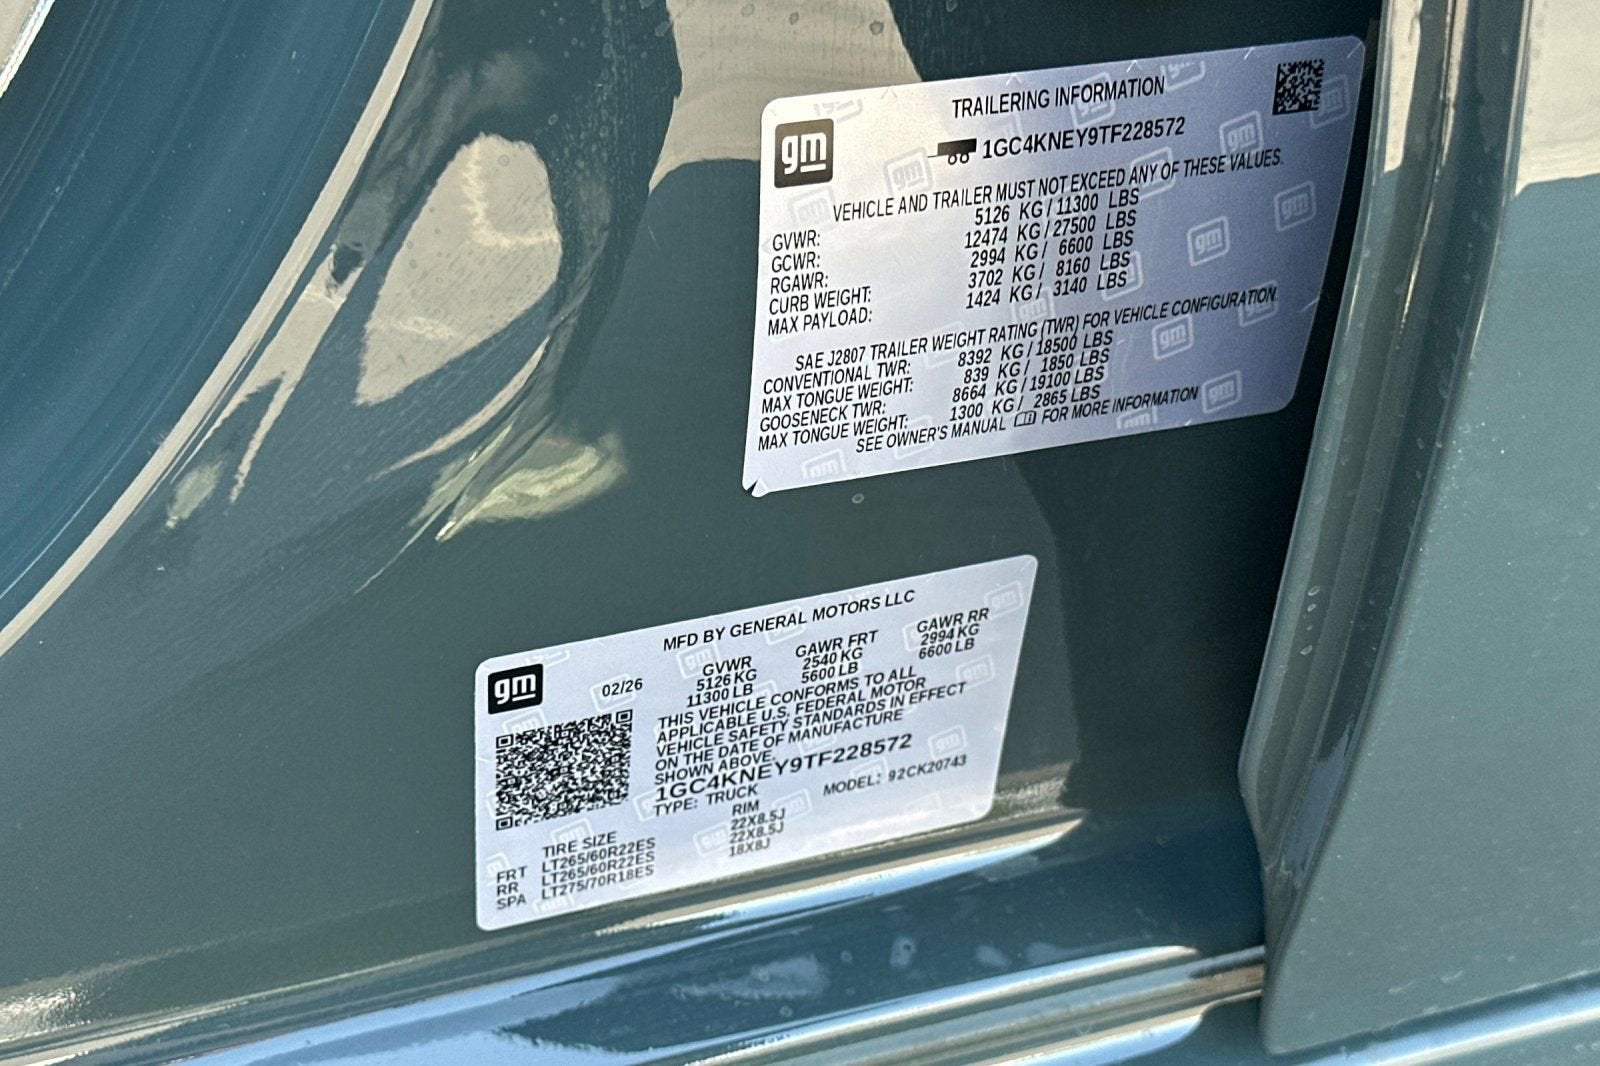 TRAILERING INFORMATION
gm
1GC4KNEY9TF228572
VEHICLE AND TRAILER MUST NOT EXCEED ANY OF THESE VALUES.
GVWR: 5126 KG / 11300 LBS
GCWR: 12474 KG / 27500 LBS
RGAWR: 2994 KG / 6600 LBS
CURB WEIGHT: 3702 KG / 8160 LBS
MAX PAYLOAD: 1424 KG / 3140 LBS
SAE J2807 TRAILER WEIGHT RATING (TWR) FOR VEHICLE CONFIGURATION
CONVENTIONAL TWR: 8392 KG / 18500 LBS
MAX TONGUE WEIGHT: 839 KG / 1850 LBS
GOOSENECK TWR: 8664 KG / 19100 LBS
MAX TONGUE WEIGHT: 1300 KG / 2865 LBS
SEE OWNER'S MANUAL FOR MORE INFORMATION
MFD BY GENERAL MOTORS LLC
gm
02/26
GVWR GAWR FRT GAWR RR
5126 KG 2540 KG 2994 KG
11300 LB 5600 LB 6600 LB
THIS VEHICLE CONFORMS TO ALL
APPLICABLE U.S. FEDERAL MOTOR
VEHICLE SAFETY STANDARDS IN EFFECT
ON THE DATE OF MANUFACTURE
SHOWN ABOVE.
1GC4KNEY9TF228572
TYPE: TRUCK MODEL: 92CK20743
TIRE SIZE RIM
FRT LT265/60R22ES 22X8.5J
RR LT265/60R22ES 22X8.5J
SPA LT275/70R18ES 18X8J